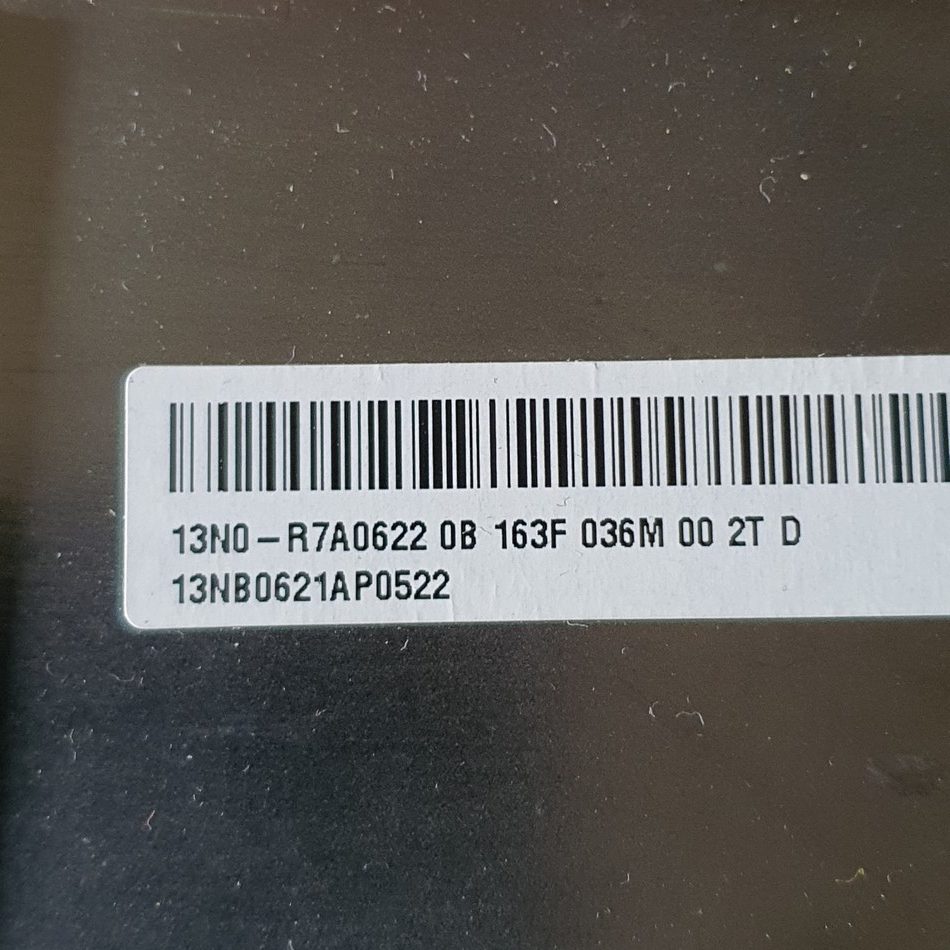 13N0-R7A0622 0B 163F 036M 00 2T D
13NB0621AP0522